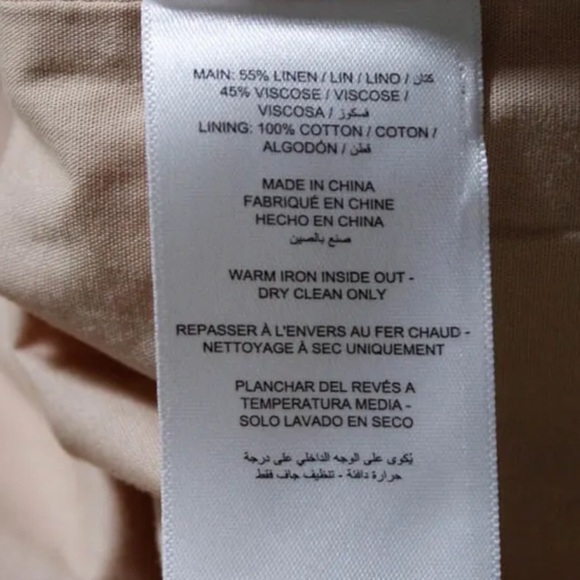 MAIN: 55% LINEN / LIN / LINO / كتان
45% VISCOSE / VISCOSE /
VISCOSA / فسكوز
LINING: 100% COTTON / COTON /
ALGODÓN / قطن
MADE IN CHINA
FABRIQUÉ EN CHINE
HECHO EN CHINA
صنع بالصين
WARM IRON INSIDE OUT -
DRY CLEAN ONLY
REPASSER À L'ENVERS AU FER CHAUD -
NETTOYAGE À SEC UNIQUEMENT
PLANCHAR DEL REVÉS A
TEMPERATURA MEDIA -
SOLO LAVADO EN SECO
يُكوى على الوجه الداخلي على درجة
حرارة دافئة - تنظيف جاف فقط